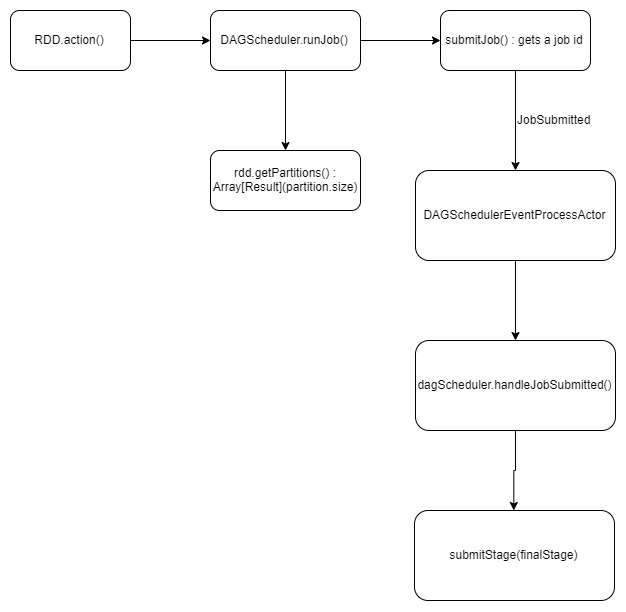 RDD.action()
DAGScheduler.runJob()
submitJob() : gets a job id
JobSubmitted
rdd.getPartitions() :
Array[Result](partition.size)
DAGSchedulerEventProcessActor
dagScheduler.handleJobSubmitted()
submitStage(finalStage)